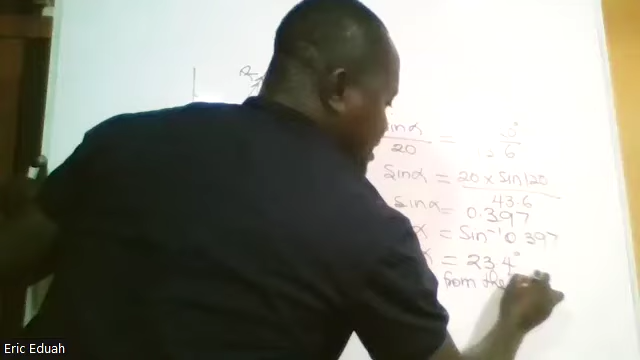 sinα
20
=
6
sinα = 20 × sin120
43.6
sinα = 0.397
α = Sin⁻¹ 0.397
= 23.4°
from the
Eric Eduah